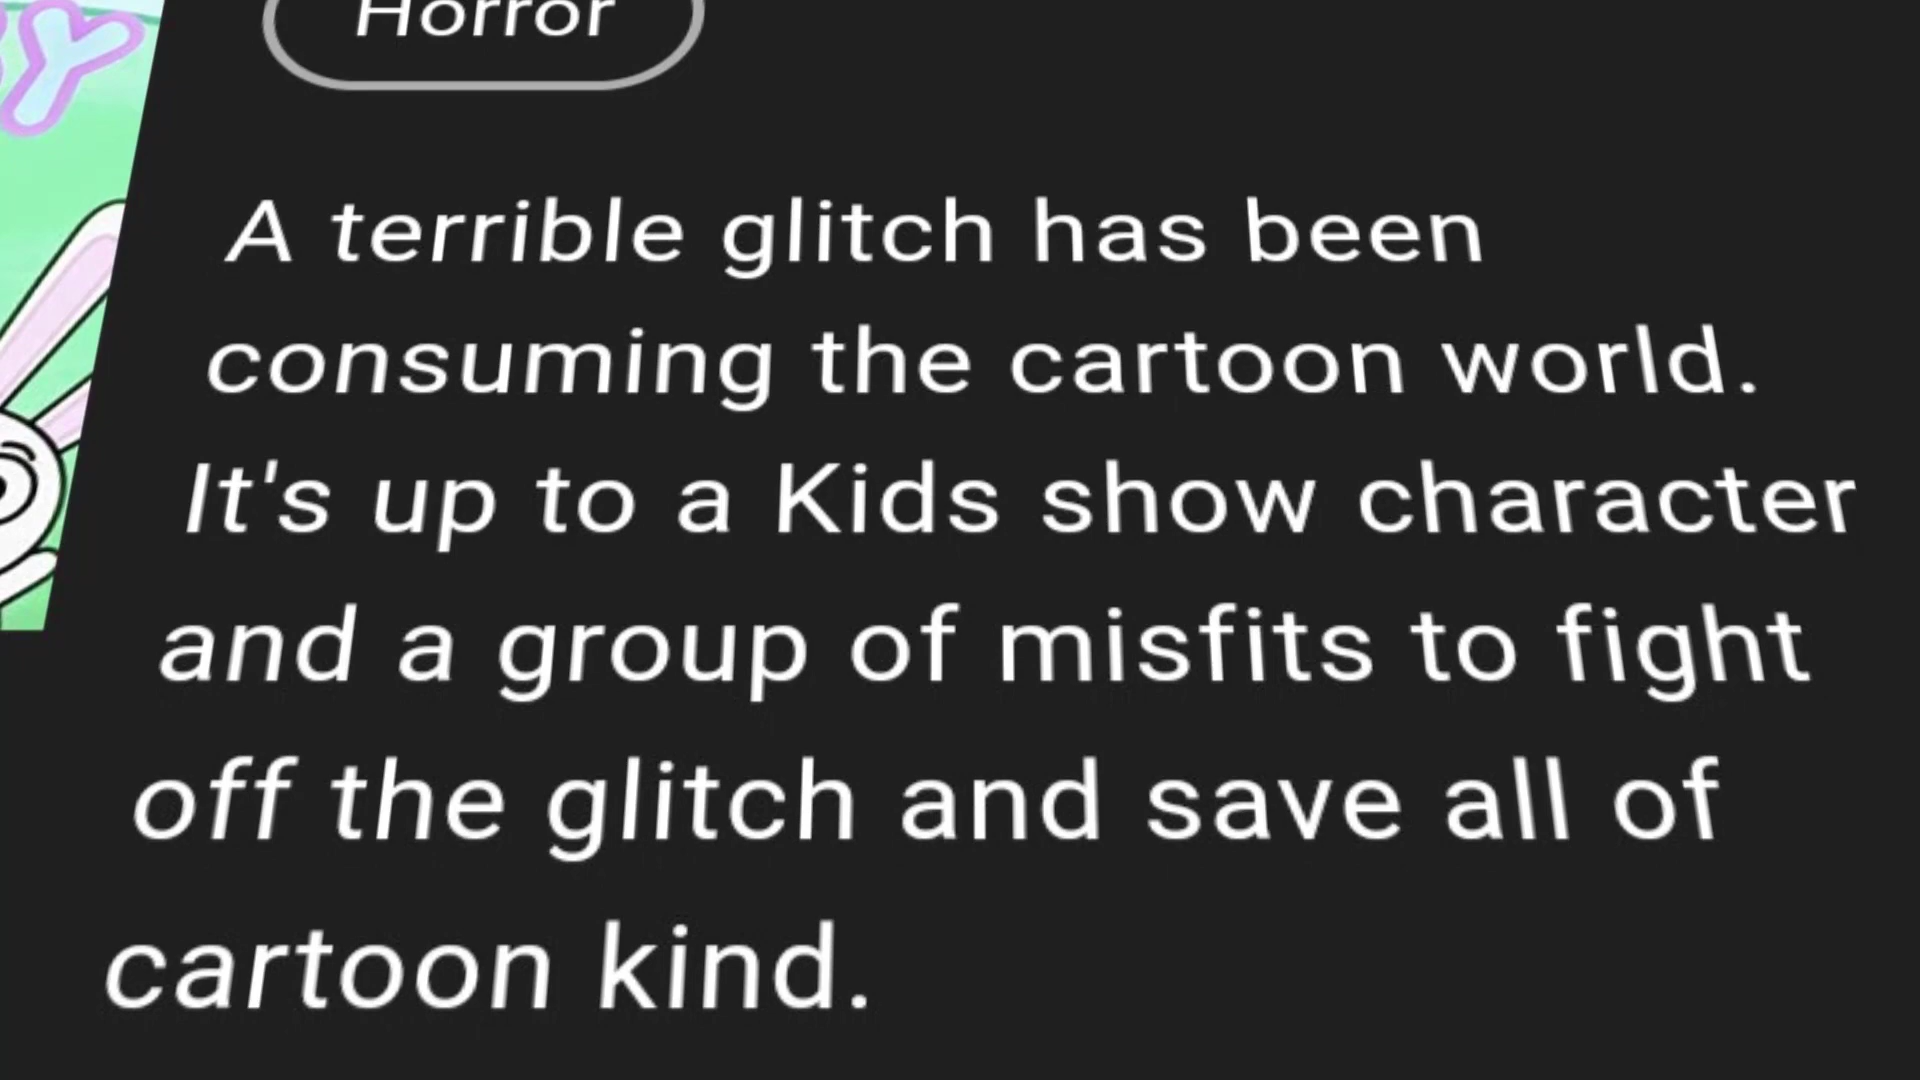 Y
Horror
A terrible glitch has been
consuming the cartoon world.
It's up to a Kids show character
and a group of misfits to fight
off the glitch and save all of
cartoon kind.